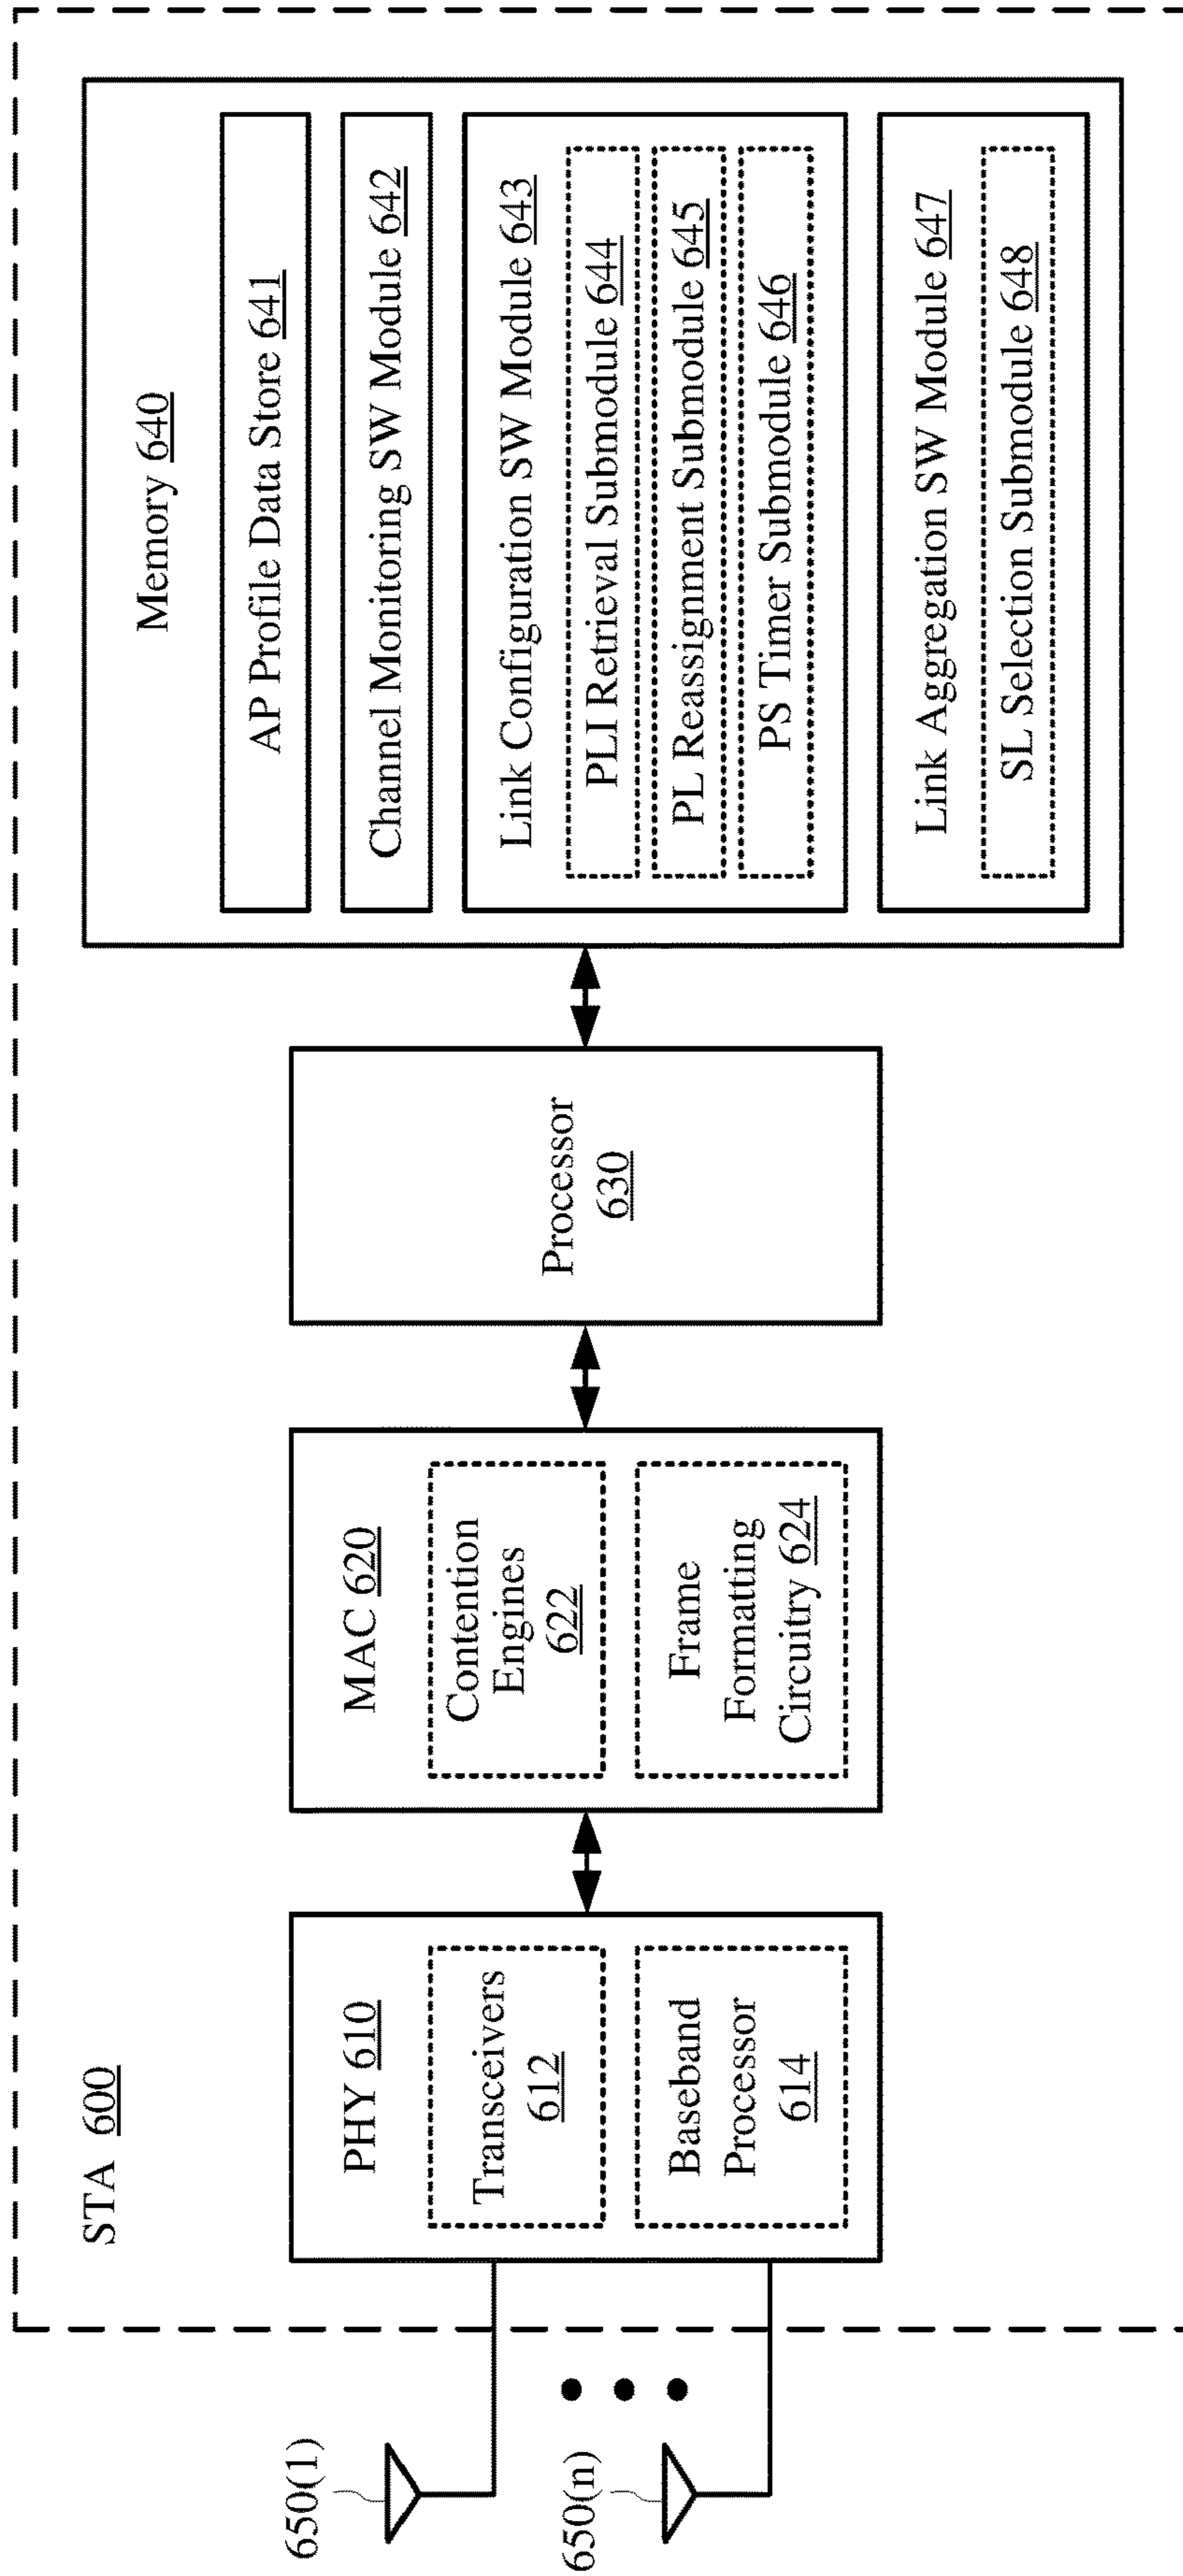 STA 600
650(1)
650(n)
PHY 610
Transceivers
612
Baseband
Processor
614
MAC 620
Contention
Engines
622
Frame
Formatting
Circuitry 624
Processor
630
Memory 640
AP Profile Data Store 641
Channel Monitoring SW Module 642
Link Configuration SW Module 643
PLI Retrieval Submodule 644
PL Reassignment Submodule 645
PS Timer Submodule 646
Link Aggregation SW Module 647
SL Selection Submodule 648